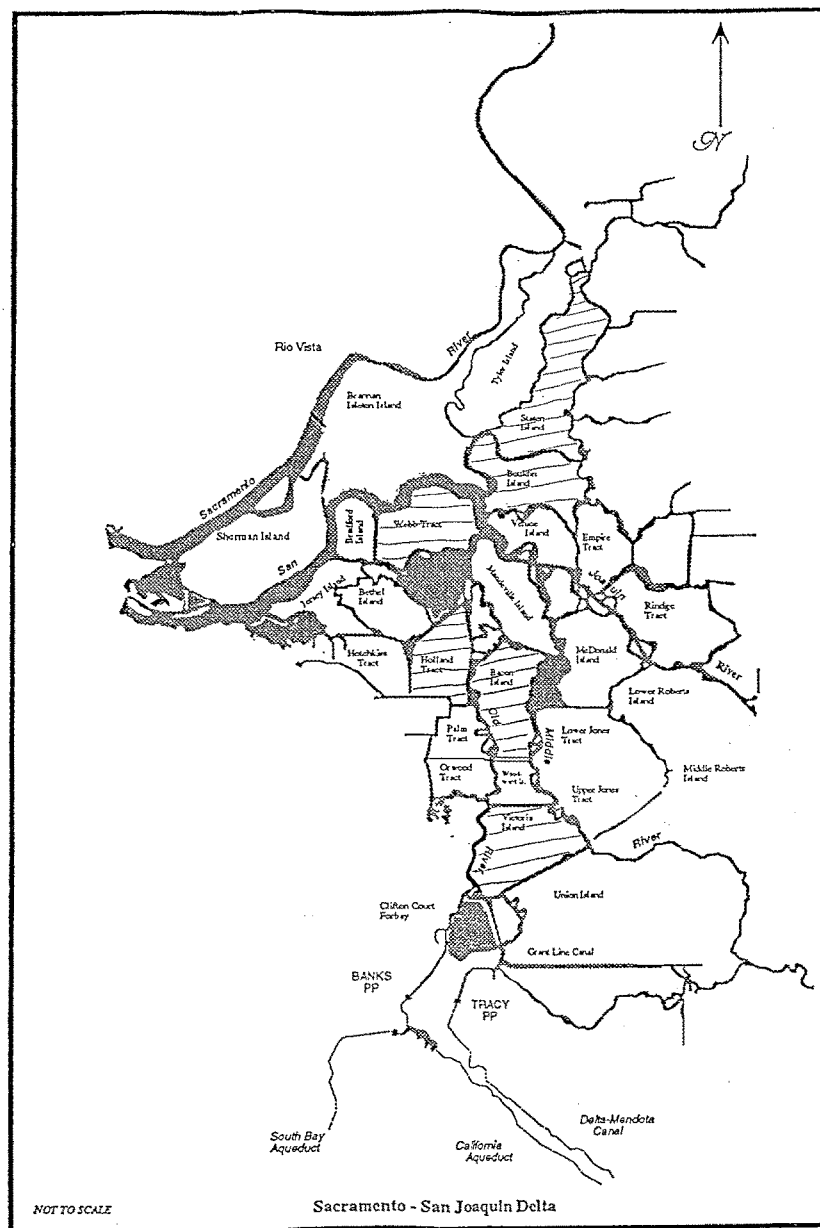 N
Rio Vista
River
Tyler Island
Brannan
Isleton Island
Staten
Island
Bouldin
Island
Sacramento
Webb Tract
Bradford
Island
Venice
Island
Empire
Tract
Sherman Island
San
Joaquin
Jersey Island
Bethel
Island
Mandeville Island
Rindge
Tract
Hotchkiss
Tract
Holland
Tract
Bacon
Island
McDonald
Island
River
Lower Roberts
Island
Old
Palm
Tract
Middle
Lower Jones
Tract
Orwood
Tract
Middle Roberts
Island
Upper Jones
Tract
Victoria
Island
River
River
Clifton Court
Forbay
Union Island
Grant Line Canal
BANKS
PP
TRACY
PP
South Bay
Aqueduct
California
Aqueduct
Delta-Mendota
Canal
NOT TO SCALE
Sacramento - San Joaquin Delta